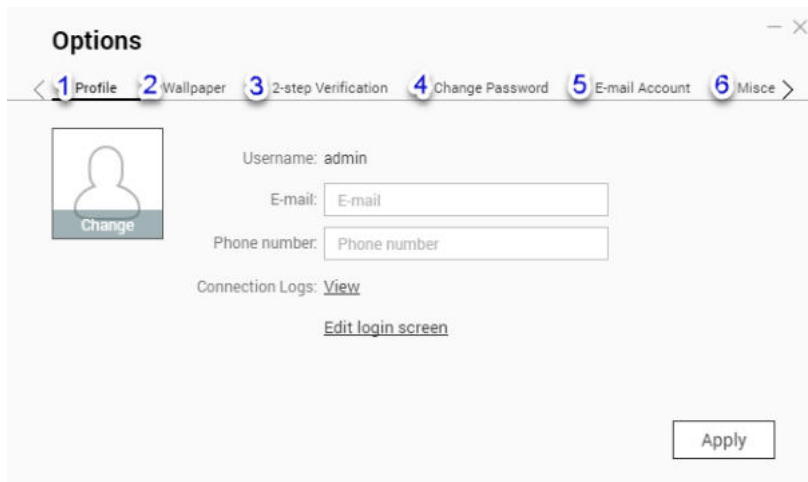 Options
1 Profile 2 Wallpaper 3 2-step Verification 4 Change Password 5 E-mail Account 6 Misce
Change
Username: admin
E-mail: E-mail
Phone number: Phone number
Connection Logs: View
Edit login screen
Apply